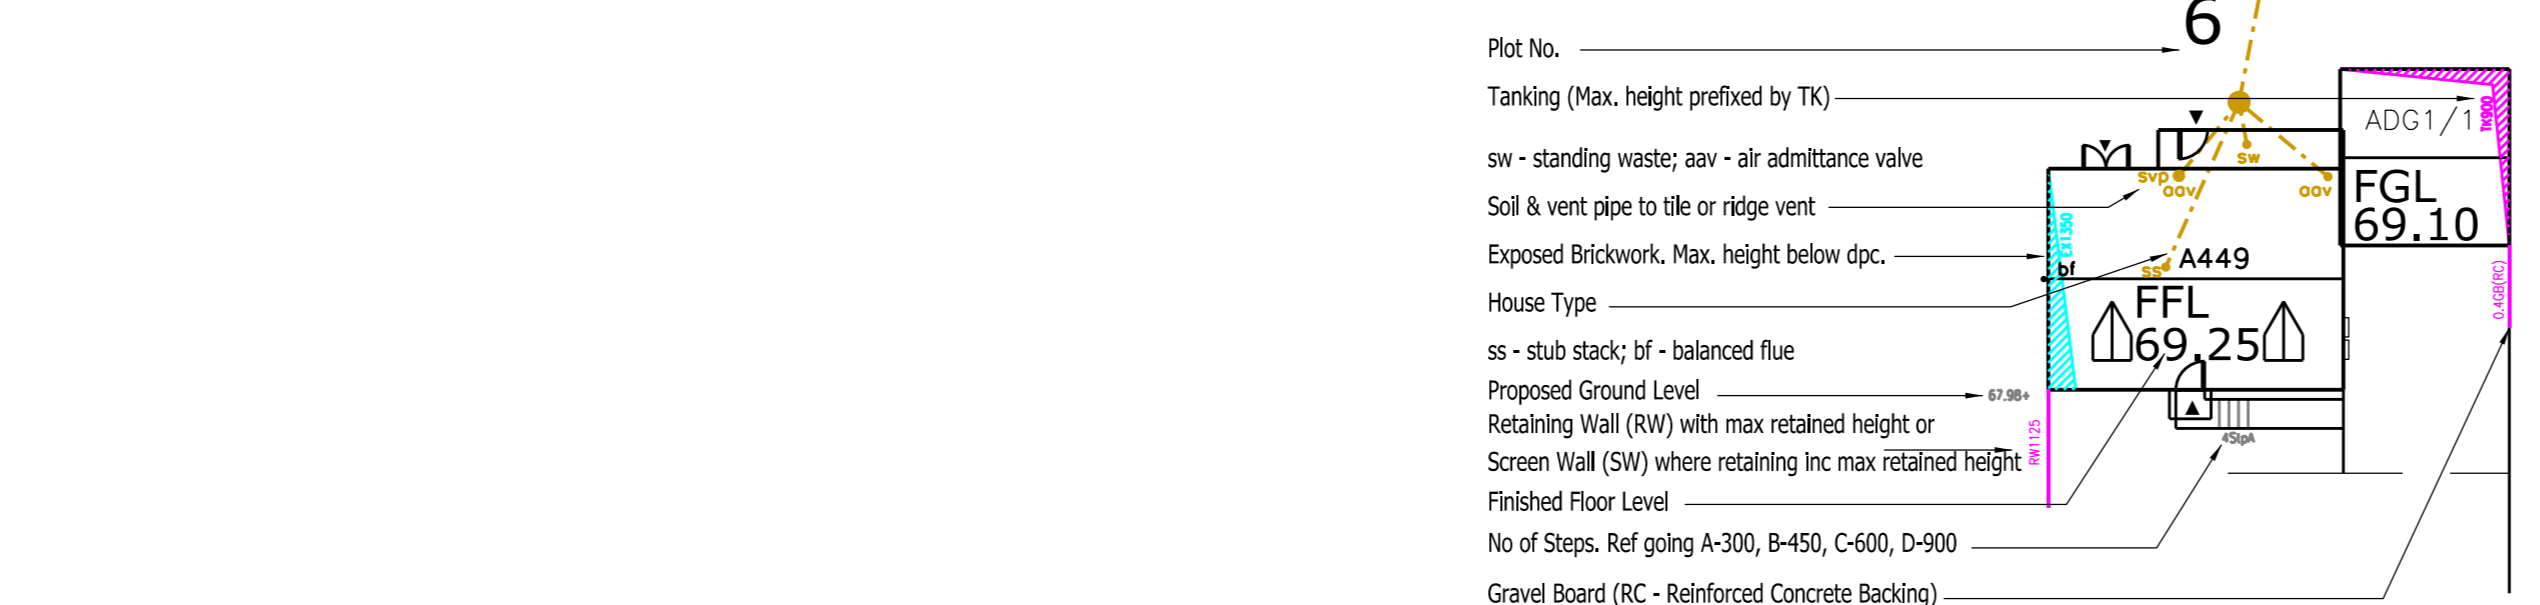 Plot No.
Tanking (Max. height prefixed by TK)
sw - standing waste; aav - air admittance valve
Soil & vent pipe to tile or ridge vent
Exposed Brickwork. Max. height below dpc.
House Type
ss - stub stack; bf - balanced flue
Proposed Ground Level
Retaining Wall (RW) with max retained height or
Screen Wall (SW) where retaining inc max retained height
Finished Floor Level
No of Steps. Ref going A-300, B-450, C-600, D-900
Gravel Board (RC - Reinforced Concrete Backing)
6
ADG1/1
TK900
sw
svp
aav
aav
FGL
69.10
EX1350
A449
ss
bf
FFL
69.25
0.4GB(RC)
67.98+
RW1125
4StpA